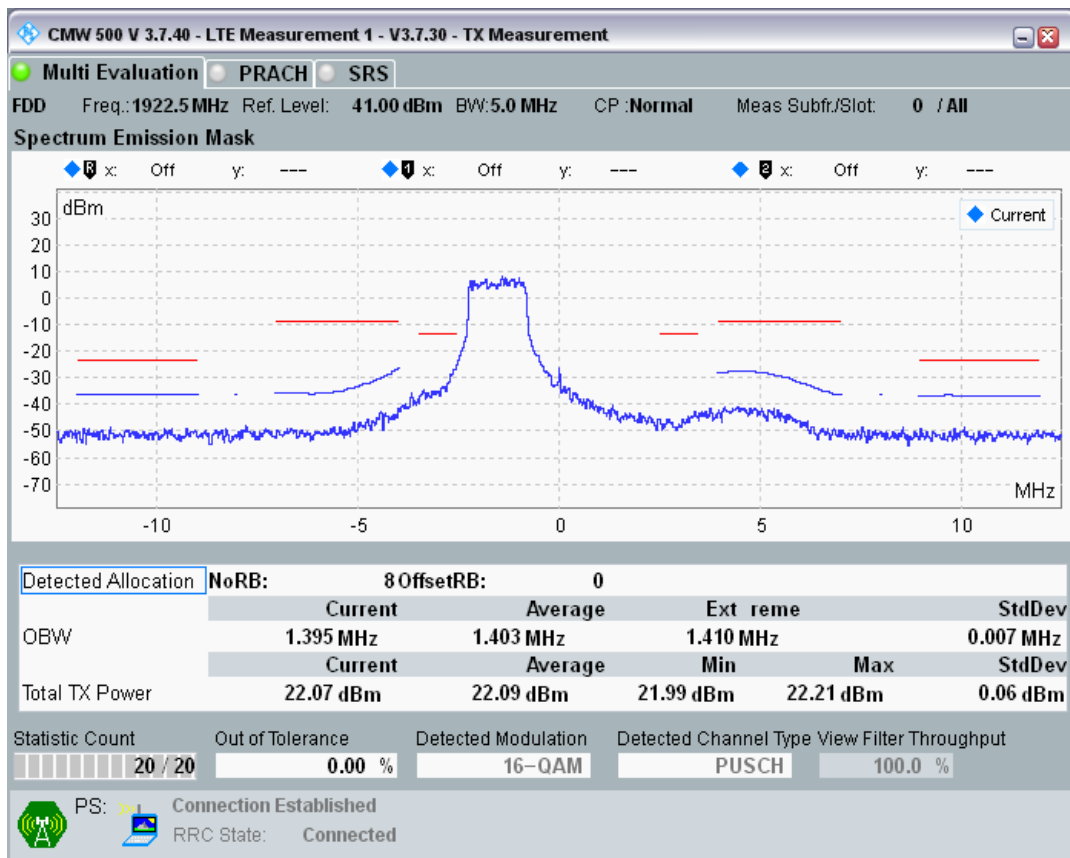 CMW 500 V 3.7.40 - LTE Measurement 1 - V3.7.30 - TX Measurement
Multi Evaluation PRACH SRS
FDD Freq.: 1922.5 MHz Ref. Level: 41.00 dBm BW: 5.0 MHz CP : Normal Meas Subfr./Slot: 0 / All
Spectrum Emission Mask
R x: Off y: --- 1 x: Off y: --- 2 x: Off y: ---
dBm
Current
30
20
10
0
-10
-20
-30
-40
-50
-60
-70
MHz
-10 -5 0 5 10
Detected Allocation NoRB: 8 OffsetRB: 0
Current Average Ext reme StdDev
OBW 1.395 MHz 1.403 MHz 1.410 MHz 0.007 MHz
Current Average Min Max StdDev
Total TX Power 22.07 dBm 22.09 dBm 21.99 dBm 22.21 dBm 0.06 dBm
Statistic Count Out of Tolerance Detected Modulation Detected Channel Type View Filter Throughput
20 / 20 0.00 % 16-QAM PUSCH 100.0 %
PS: Connection Established
RRC State: Connected